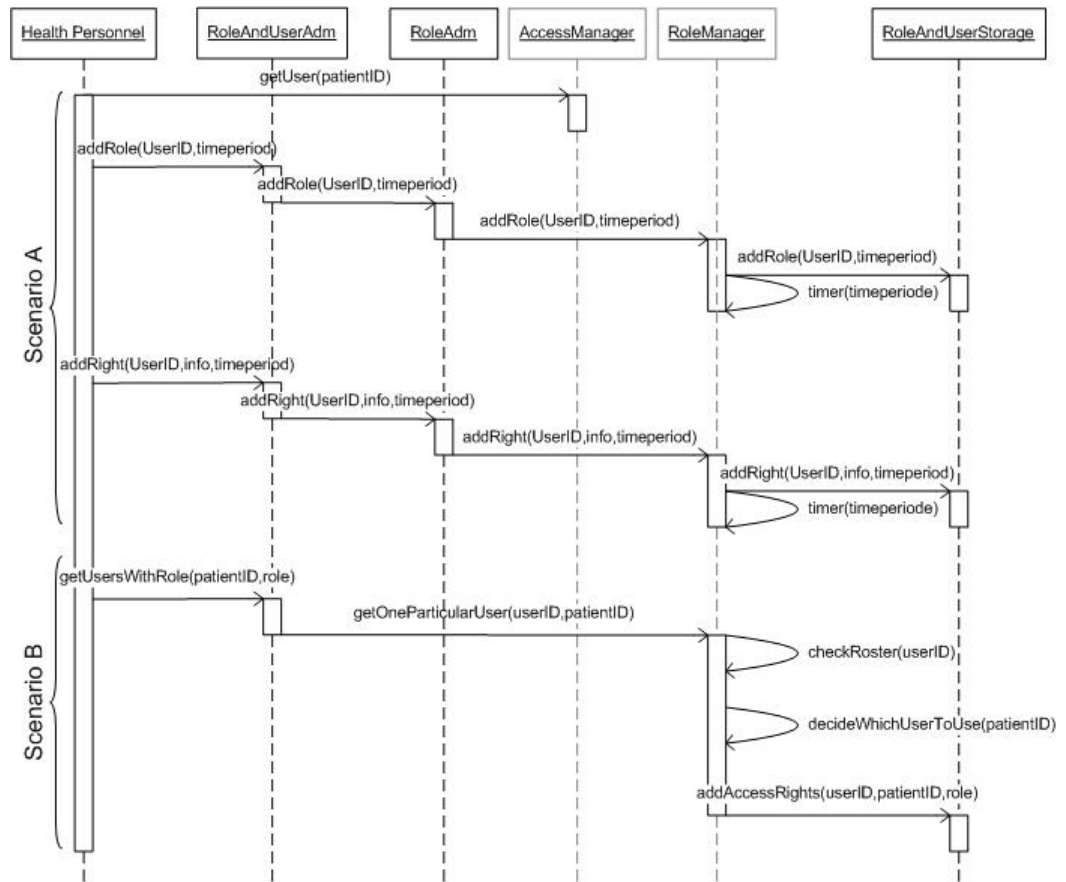 Health Personnel
RoleAndUserAdm
RoleAdm
AccessManager
RoleManager
RoleAndUserStorage
getUser(patientID)
Scenario A
addRole(UserID,timeperiod)
addRole(UserID,timeperiod)
addRole(UserID,timeperiod)
addRole(UserID,timeperiod)
timer(timeperiode)
addRight(UserID,info,timeperiod)
addRight(UserID,info,timeperiod)
addRight(UserID,info,timeperiod)
addRight(UserID,info,timeperiod)
timer(timeperiode)
Scenario B
getUsersWithRole(patientID,role)
getOneParticularUser(userID,patientID)
checkRoster(userID)
decideWhichUserToUse(patientID)
addAccessRights(userID,patientID,role)